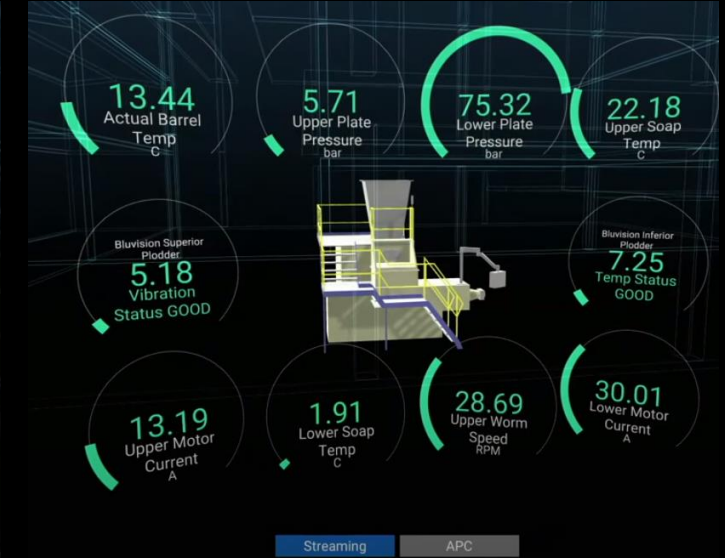 13.44
Actual Barrel
Temp
C
5.71
Upper Plate
Pressure
bar
75.32
Lower Plate
Pressure
bar
22.18
Upper Soap
Temp
C
Bluvision Superior
Plodder
5.18
Vibration
Status GOOD
Bluvision Inferior
Plodder
7.25
Temp Status
GOOD
13.19
Upper Motor
Current
A
1.91
Lower Soap
Temp
C
28.69
Upper Worm
Speed
RPM
30.01
Lower Motor
Current
A
Streaming
APC